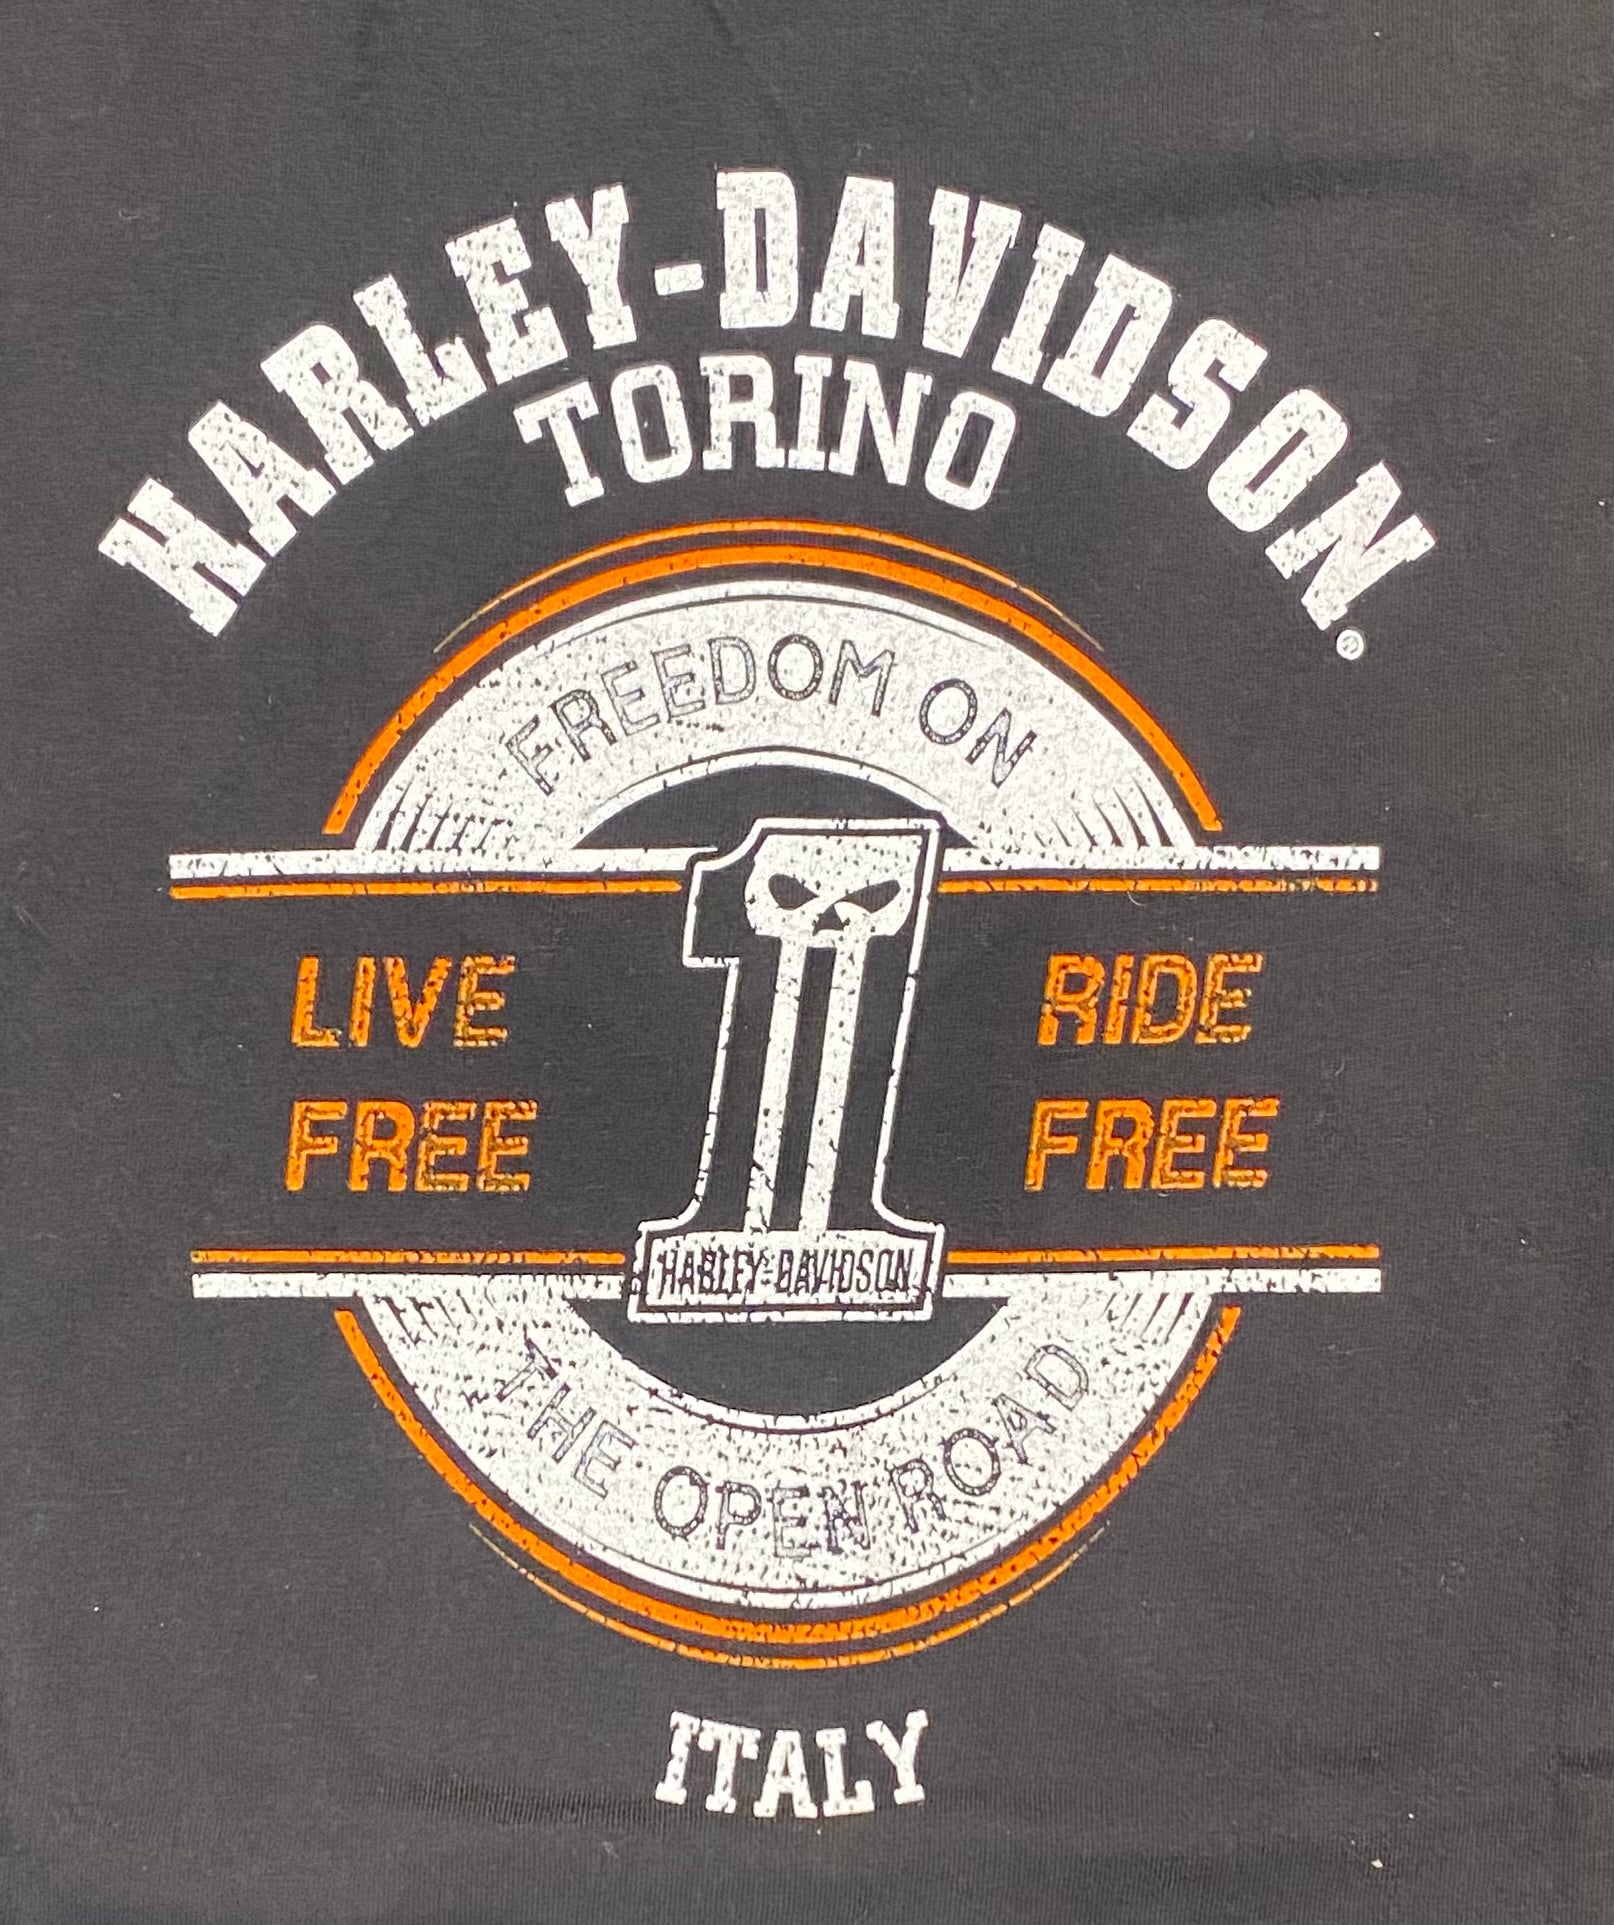 HARLEY-DAVIDSON®
TORINO
FREEDOM ON
1
LIVE
FREE
RIDE
FREE
HARLEY-DAVIDSON
THE OPEN ROAD
ITALY